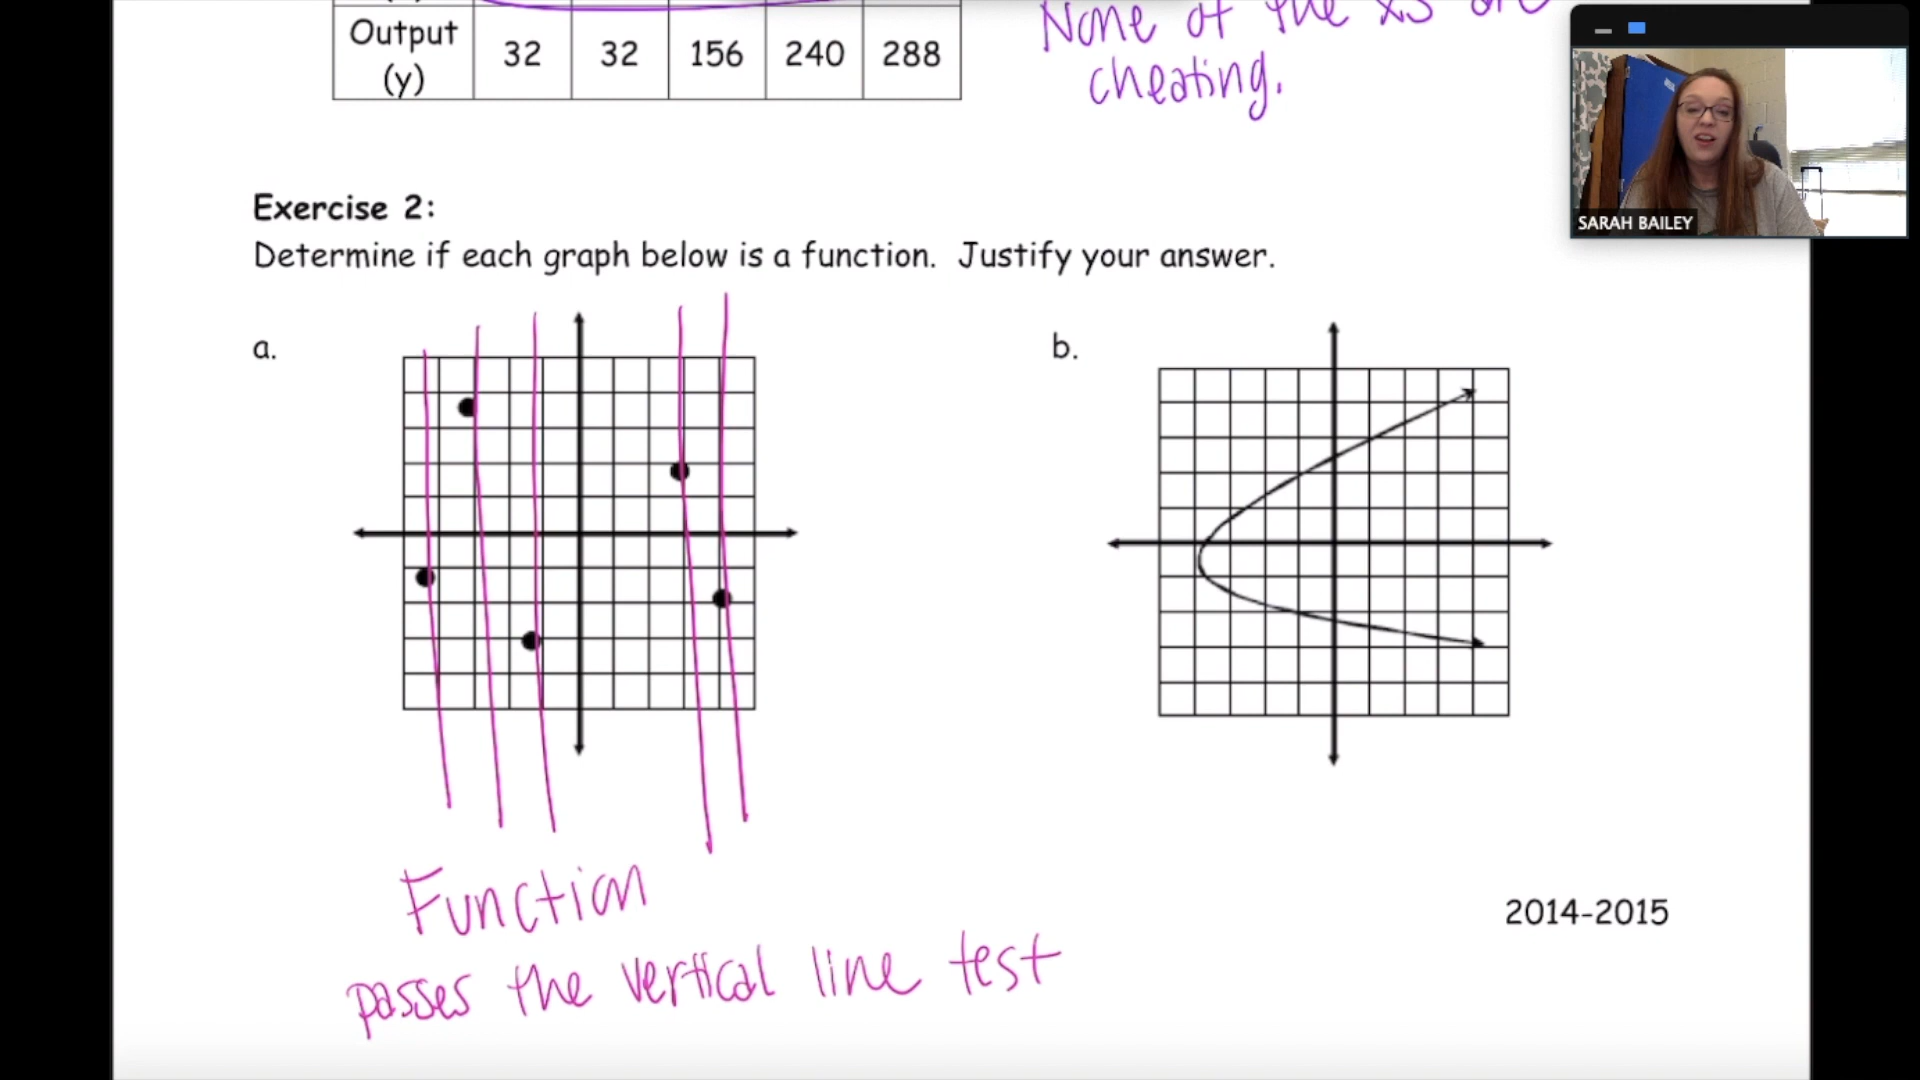 None of the xs are
Output
(y)
32 32 156 240 288
cheating.
SARAH BAILEY
Exercise 2:
Determine if each graph below is a function. Justify your answer.
a.
b.
Function
2014-2015
passes the vertical line test